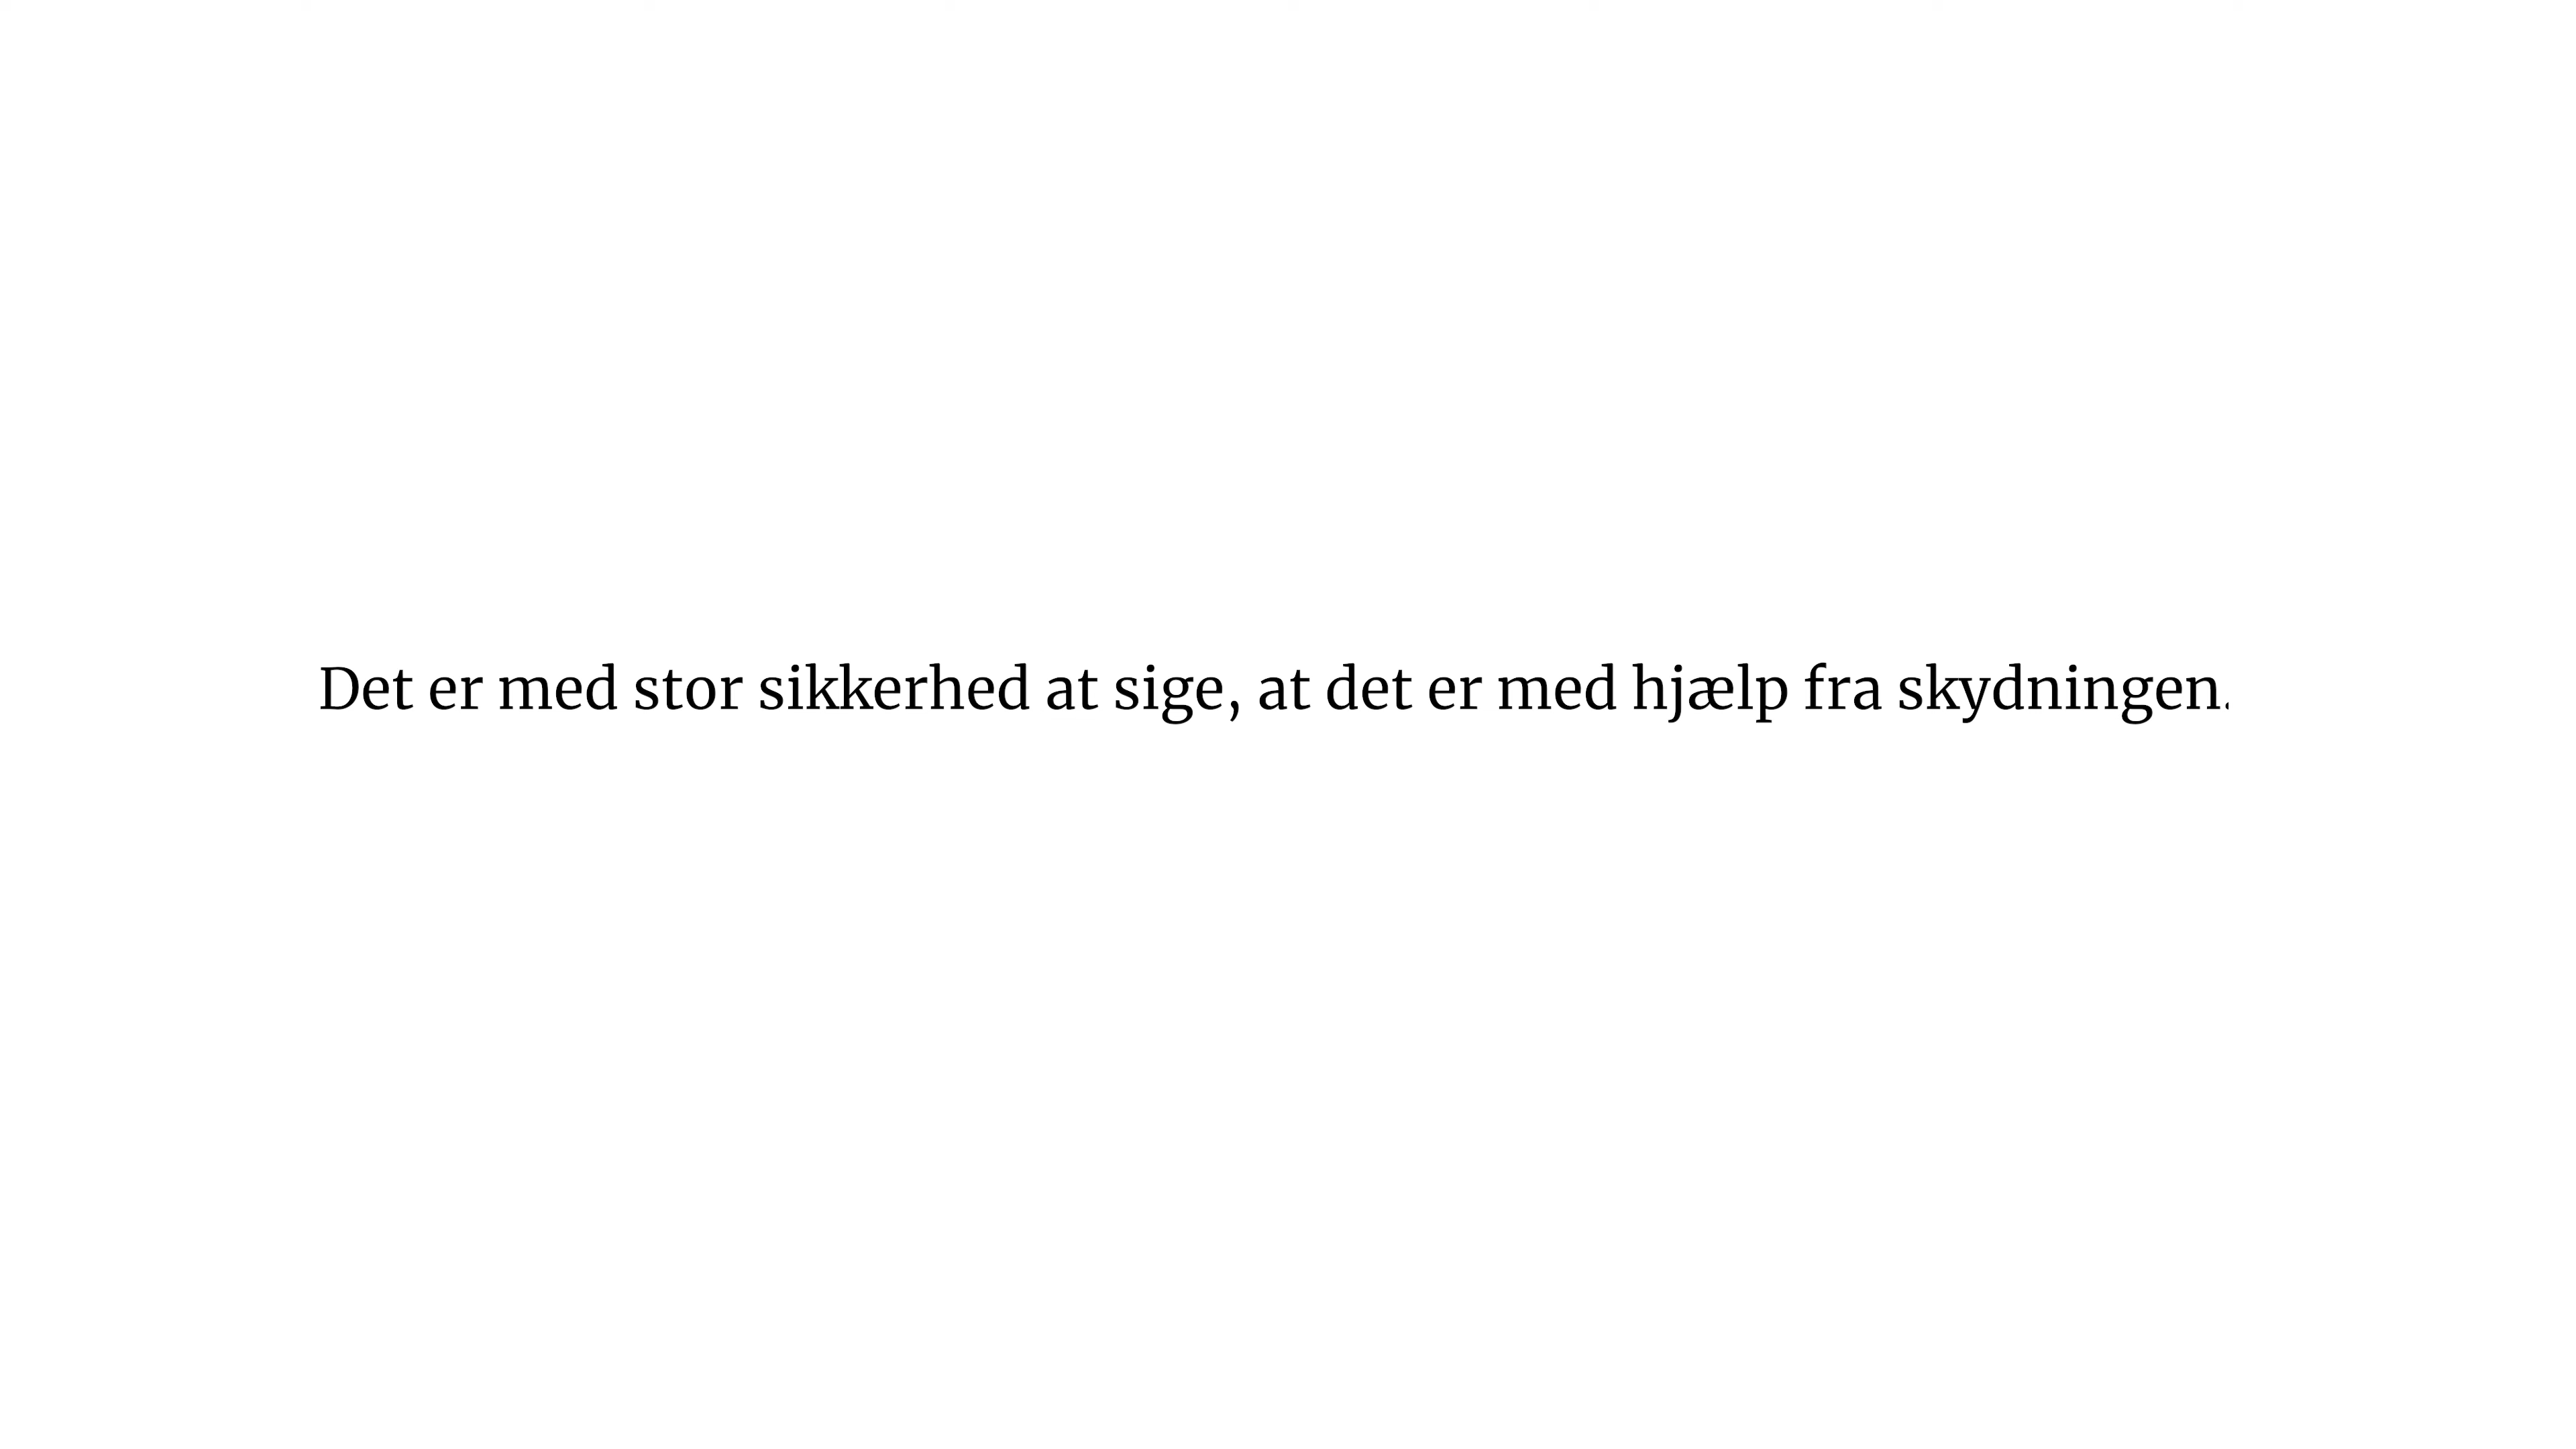 Det er med stor sikkerhed at sige, at det er med hjælp fra skydningen.